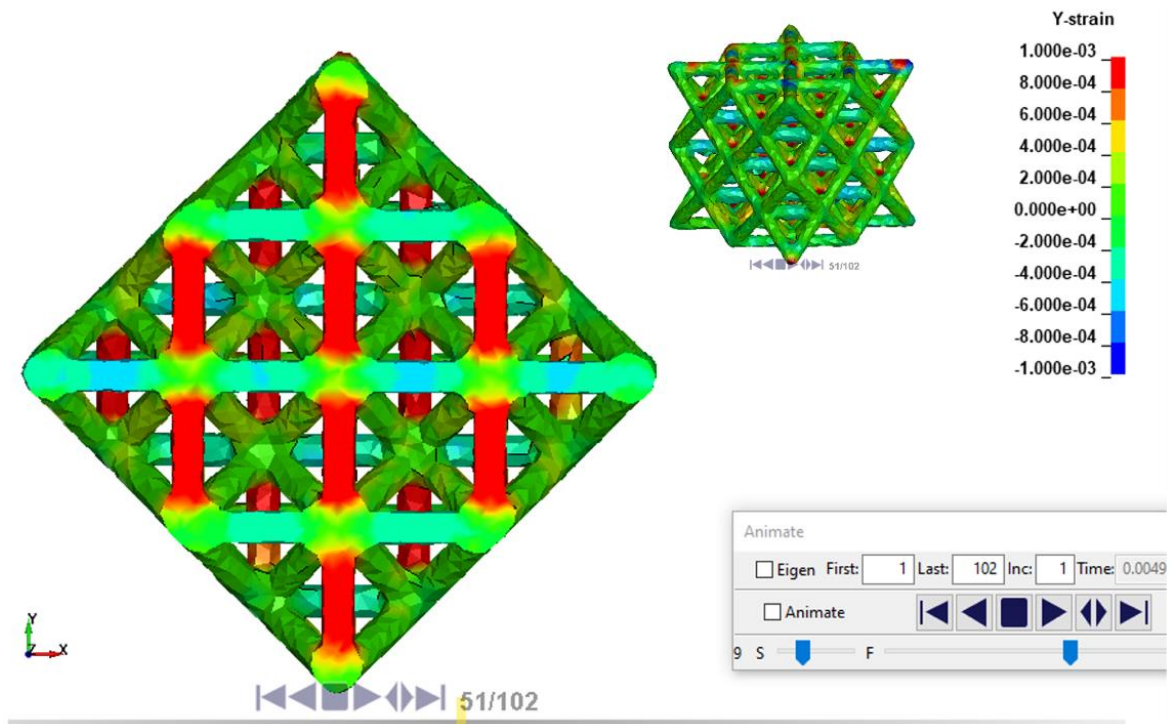 Y-strain
1.000e-03
8.000e-04
6.000e-04
4.000e-04
2.000e-04
0.000e+00
-2.000e-04
-4.000e-04
-6.000e-04
-8.000e-04
-1.000e-03
51/102
Animate
Eigen First: 1 Last: 102 Inc: 1 Time: 0.0049
Animate
9 S F
Y
Z X
51/102